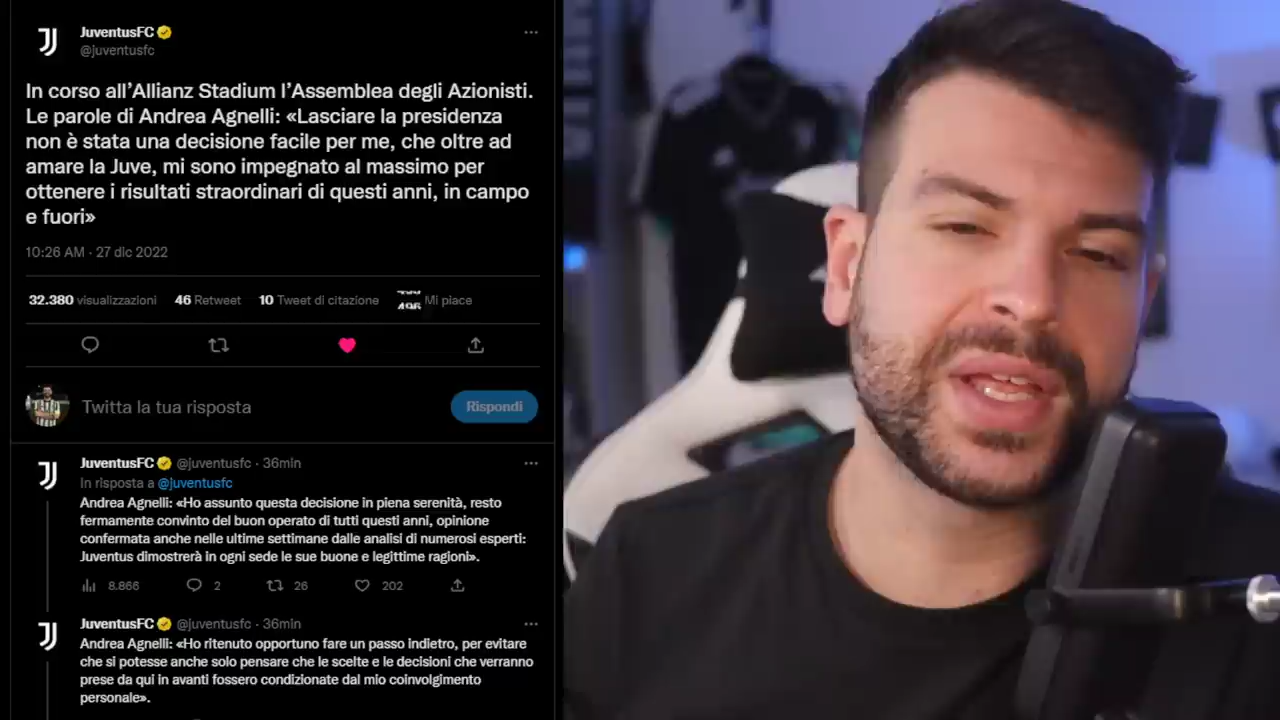 JuventusFC
@juventusfc
In corso all’Allianz Stadium l’Assemblea degli Azionisti.
Le parole di Andrea Agnelli: «Lasciare la presidenza
non è stata una decisione facile per me, che oltre ad
amare la Juve, mi sono impegnato al massimo per
ottenere i risultati straordinari di questi anni, in campo
e fuori»
10:26 AM · 27 dic 2022
32.380 visualizzazioni 46 Retweet 10 Tweet di citazione Mi piace
Twitta la tua risposta Rispondi
JuventusFC @juventusfc · 36min
In risposta a @juventusfc
Andrea Agnelli: «Ho assunto questa decisione in piena serenità, resto
fermamente convinto del buon operato di tutti questi anni, opinione
confermata anche nelle ultime settimane dalle analisi di numerosi esperti:
Juventus dimostrerà in ogni sede le sue buone e legittime ragioni».
8.866 2 26 202
JuventusFC @juventusfc · 36min
Andrea Agnelli: «Ho ritenuto opportuno fare un passo indietro, per evitare
che si potesse anche solo pensare che le scelte e le decisioni che verranno
prese da qui in avanti fossero condizionate dal mio coinvolgimento
personale».